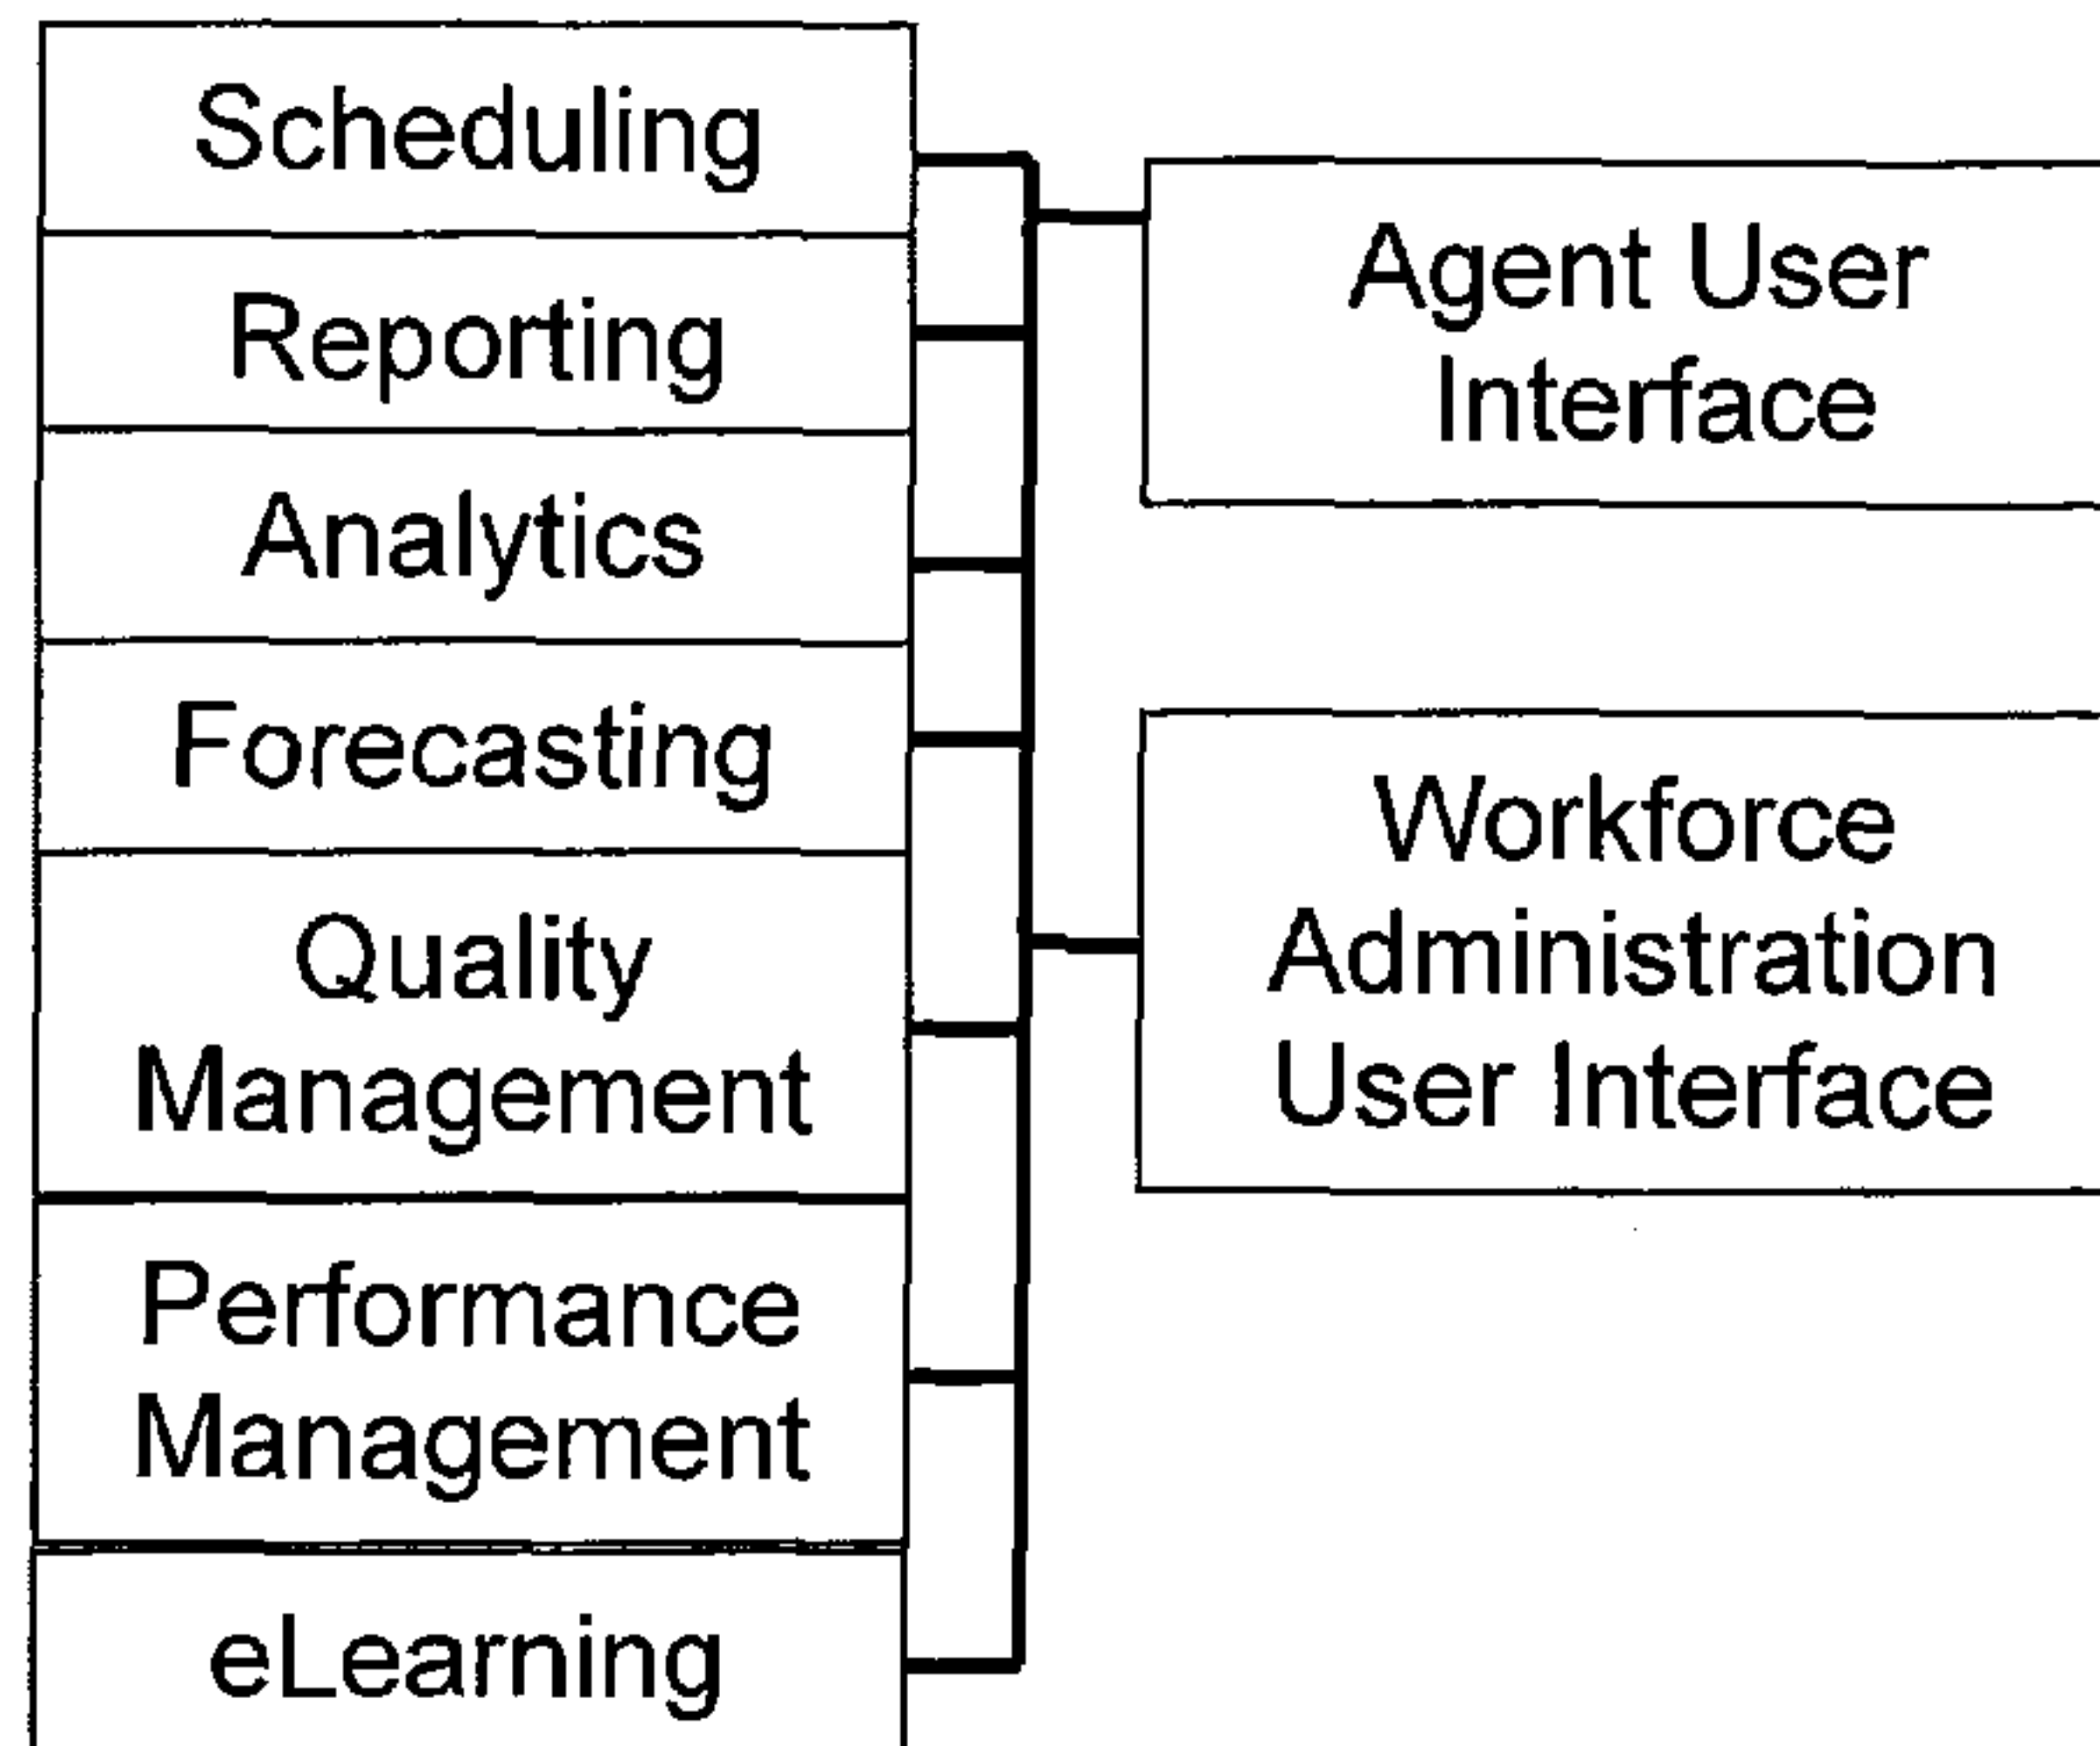 Scheduling
Reporting
Analytics
Forecasting
Quality
Management
Performance
Management
eLearning
Agent User
Interface
Workforce
Administration
User Interface